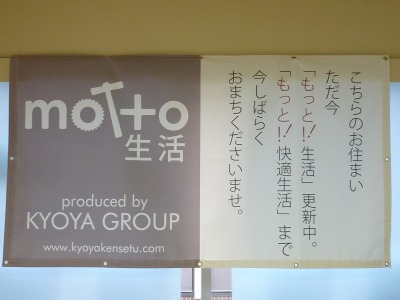 motto
生活
produced by
KYOYA GROUP
www.kyoyakensetu.com
こちらのお住まい
ただ今
「もっと!!生活」更新中。
「もっと!!快適生活」まで
今しばらく
おまちくださいませ。